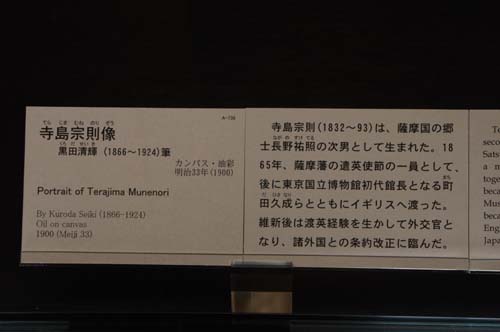 A-736
てら じま むね のり ぞう
寺島宗則像
くろ だ せい き
黒田清輝 (1866～1924)筆
カンバス・油彩
明治33年(1900)
Portrait of Terajima Munenori
By Kuroda Seiki (1866-1924)
Oil on canvas
1900 (Meiji 33)
寺島宗則(1832～93)は、薩摩国の郷
士長野祐照の次男として生まれた。18
65年、薩摩藩の遣英使節の一員として、
後に東京国立博物館初代館長となる町
田久成らとともにイギリスへ渡った。
維新後は渡英経験を生かして外交官と
なり、諸外国との条約改正に臨んだ。
secon
Sats
a m
toge
beca
Mus
beca
Eng
Japa